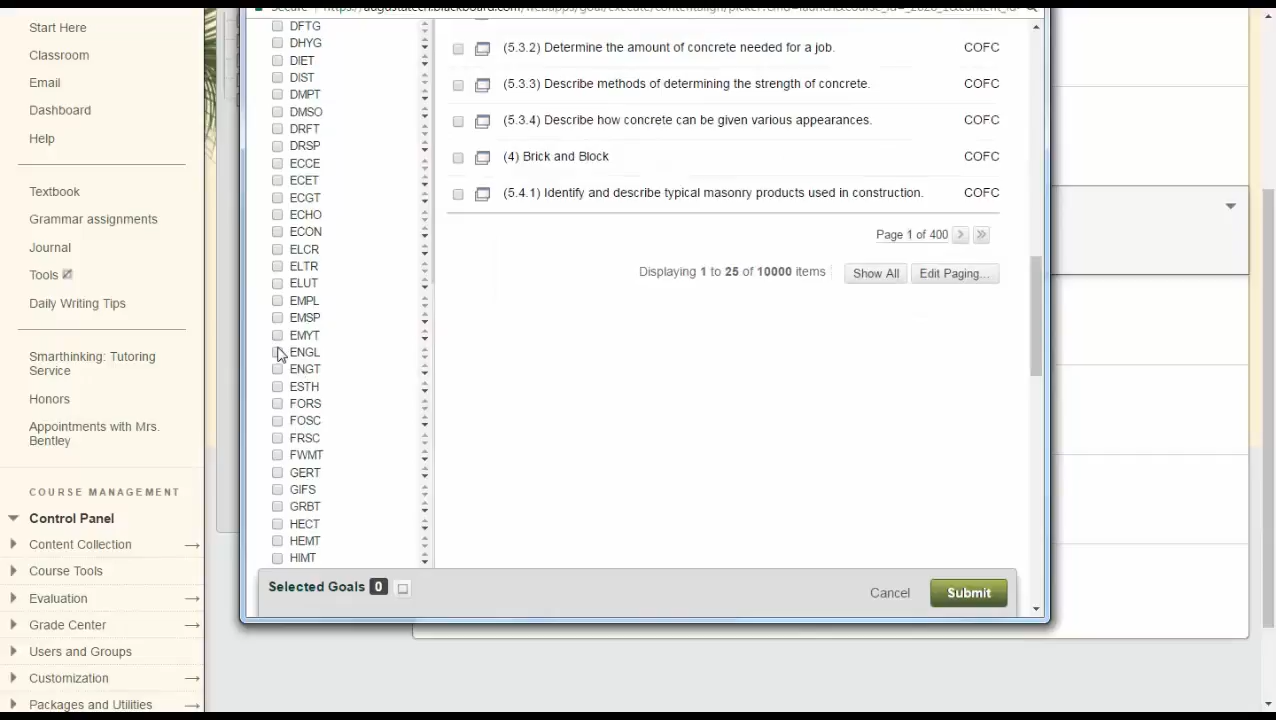 Start Here
Classroom
Email
Dashboard
Help
Textbook
Grammar assignments
Journal
Tools
Daily Writing Tips
Smarthinking: Tutoring
Service
Honors
Appointments with Mrs.
Bentley
COURSE MANAGEMENT
Control Panel
Content Collection
Course Tools
Evaluation
Grade Center
Users and Groups
Customization
Packages and Utilities
DFTG
DHYG
DIET
DIST
DMPT
DMSO
DRFT
DRSP
ECCE
ECET
ECGT
ECHO
ECON
ELCR
ELTR
ELUT
EMPL
EMSP
EMYT
ENGL
ENGT
ESTH
FORS
FOSC
FRSC
FWMT
GERT
GIFS
GRBT
HECT
HEMT
HIMT
(5.3.2) Determine the amount of concrete needed for a job. COFC
(5.3.3) Describe methods of determining the strength of concrete. COFC
(5.3.4) Describe how concrete can be given various appearances. COFC
(4) Brick and Block COFC
(5.4.1) Identify and describe typical masonry products used in construction. COFC
Page 1 of 400
Displaying 1 to 25 of 10000 items Show All Edit Paging...
Selected Goals 0 Cancel Submit